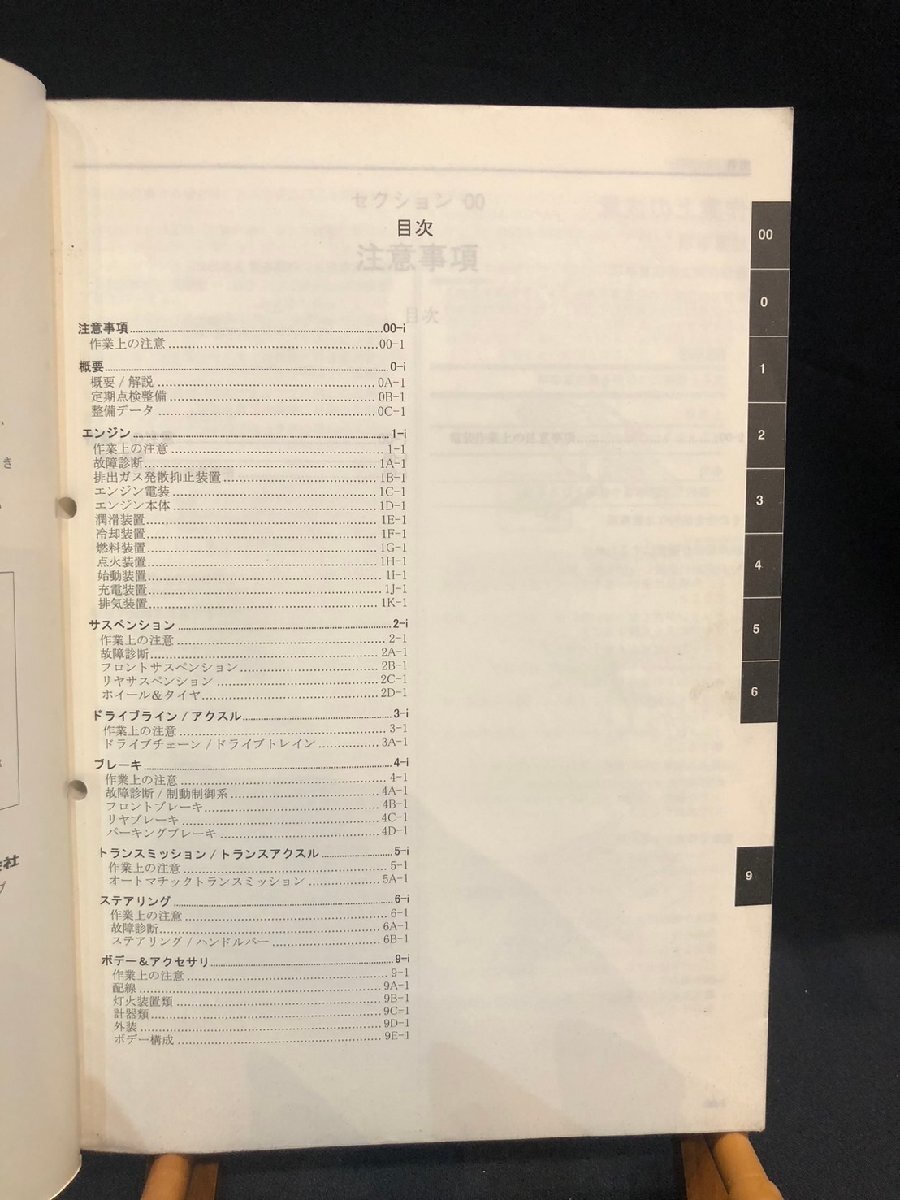 セクション 00
目次
注意事項
目次
注意事項 00-i
作業上の注意 00-1
概要 0-i
概要 / 解説 0A-1
定期点検整備 0B-1
整備データ 0C-1
エンジン 1-i
作業上の注意 1-1
故障診断 1A-1
排出ガス発散抑止装置 1B-1
エンジン電装 1C-1
エンジン本体 1D-1
潤滑装置 1E-1
冷却装置 1F-1
燃料装置 1G-1
点火装置 1H-1
始動装置 1I-1
充電装置 1J-1
排気装置 1K-1
サスペンション 2-i
作業上の注意 2-1
故障診断 2A-1
フロントサスペンション 2B-1
リヤサスペンション 2C-1
ホイール＆タイヤ 2D-1
ドライブライン / アクスル 3-i
作業上の注意 3-1
ドライブチェーン / ドライブトレイン 3A-1
ブレーキ 4-i
作業上の注意 4-1
故障診断 / 制動制御系 4A-1
フロントブレーキ 4B-1
リヤブレーキ 4C-1
パーキングブレーキ 4D-1
トランスミッション / トランスアクスル 5-i
作業上の注意 5-1
オートマチックトランスミッション 5A-1
ステアリング 6-i
作業上の注意 6-1
故障診断 6A-1
ステアリング / ハンドルバー 6B-1
ボデー＆アクセサリ 9-i
作業上の注意 9-1
配線 9A-1
灯火装置類 9B-1
計器類 9C-1
外装 9D-1
ボデー構成 9E-1
00
0
1
2
3
4
5
6
9